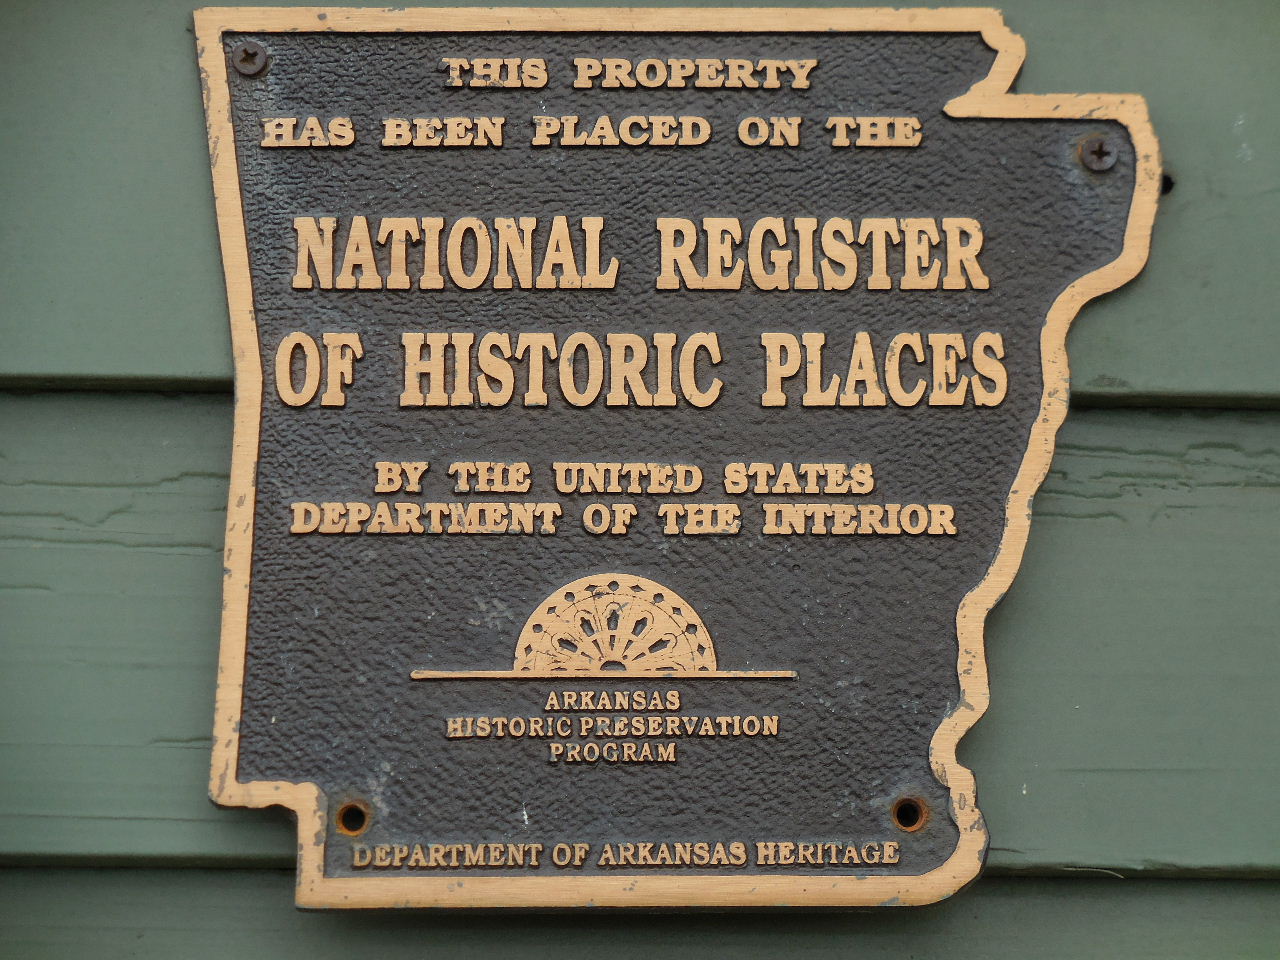 THIS PROPERTY
HAS BEEN PLACED ON THE
NATIONAL REGISTER
OF HISTORIC PLACES
BY THE UNITED STATES
DEPARTMENT OF THE INTERIOR
ARKANSAS
HISTORIC PRESERVATION
PROGRAM
DEPARTMENT OF ARKANSAS HERITAGE